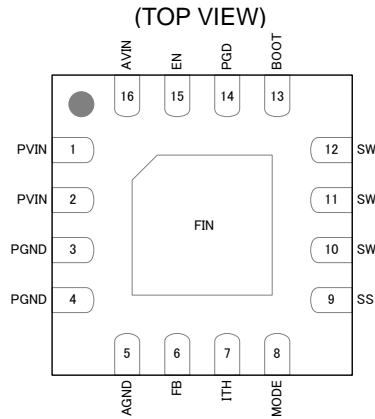 (TOP VIEW)
AVIN
EN
PGD
BOOT
16
15
14
13
PVIN 1
12 SW
PVIN 2
11 SW
FIN
PGND 3
10 SW
PGND 4
9 SS
5
6
7
8
AGND
FB
ITH
MODE